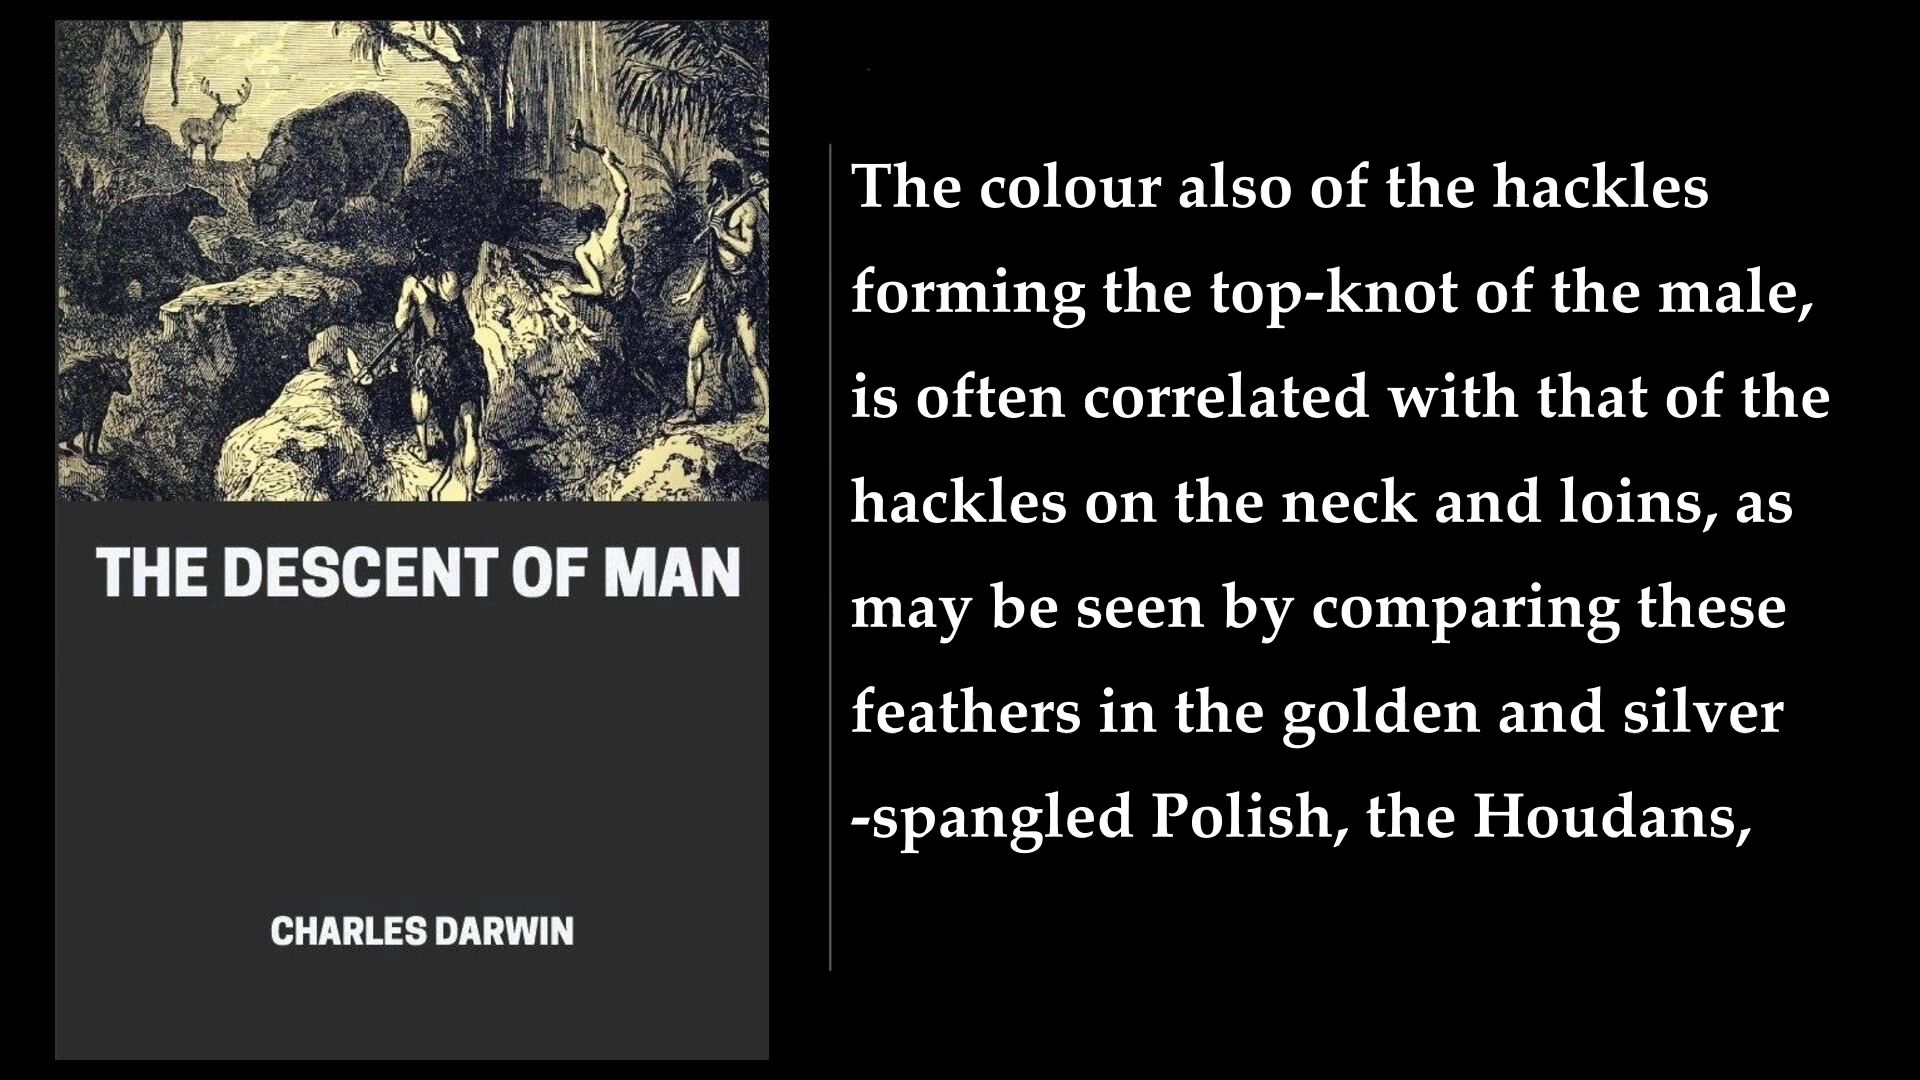 THE DESCENT OF MAN
CHARLES DARWIN
The colour also of the hackles
forming the top-knot of the male,
is often correlated with that of the
hackles on the neck and loins, as
may be seen by comparing these
feathers in the golden and silver
-spangled Polish, the Houdans,